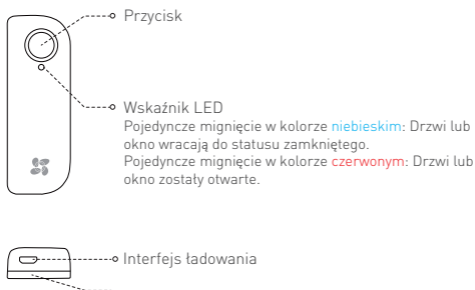 Przycisk
Wskaźnik LED
Pojedyncze mignięcie w kolorze niebieskim: Drzwi lub
okno wracają do statusu zamkniętego.
Pojedyncze mignięcie w kolorze czerwonym: Drzwi lub
okno zostały otwarte.
Interfejs ładowania